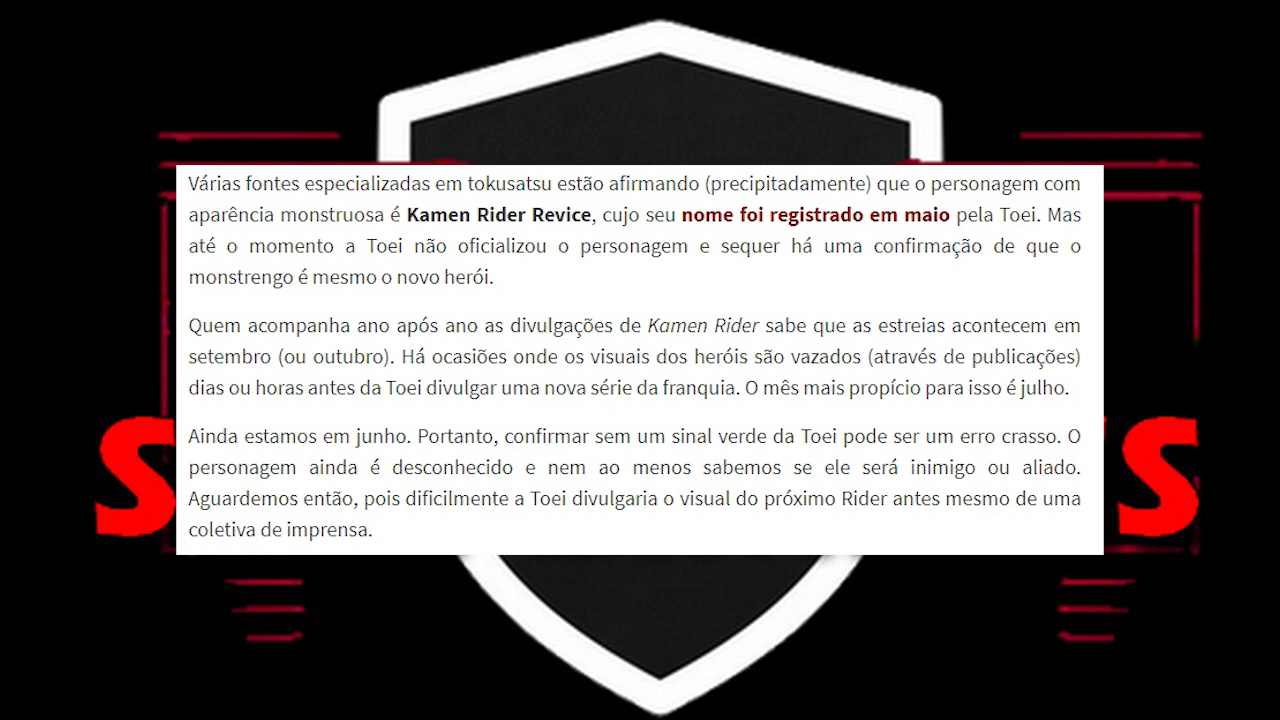 Várias fontes especializadas em tokusatsu estão afirmando (precipitadamente) que o personagem com
aparência monstruosa é Kamen Rider Revice, cujo seu nome foi registrado em maio pela Toei. Mas
até o momento a Toei não oficializou o personagem e sequer há uma confirmação de que o
monstrengo é mesmo o novo herói.
Quem acompanha ano após ano as divulgações de Kamen Rider sabe que as estreias acontecem em
setembro (ou outubro). Há ocasiões onde os visuais dos heróis são vazados (através de publicações)
dias ou horas antes da Toei divulgar uma nova série da franquia. O mês mais propício para isso é julho.
Ainda estamos em junho. Portanto, confirmar sem um sinal verde da Toei pode ser um erro crasso. O
personagem ainda é desconhecido e nem ao menos sabemos se ele será inimigo ou aliado.
Aguardemos então, pois dificilmente a Toei divulgaria o visual do próximo Rider antes mesmo de uma
coletiva de imprensa.
S S